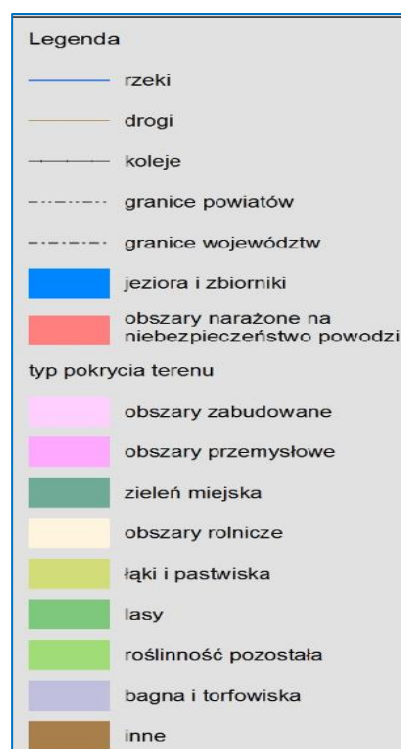 Legenda
rzeki
drogi
koleje
granice powiatów
granice województw
jeziora i zbiorniki
obszary narażone na
niebezpieczeństwo powodzi
typ pokrycia terenu
obszary zabudowane
obszary przemysłowe
zieleń miejska
obszary rolnicze
łąki i pastwiska
lasy
roślinność pozostała
bagna i torfowiska
inne